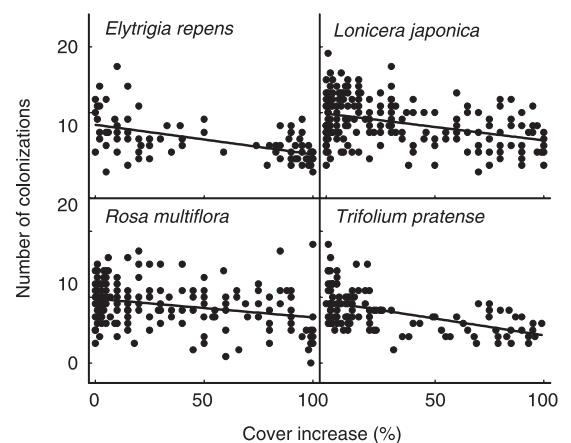 Elytrigia repens
Lonicera japonica
20
10
Number of colonizations
Rosa multiflora
Trifolium pratense
20
10
0
0
50
100
50
100
Cover increase (%)